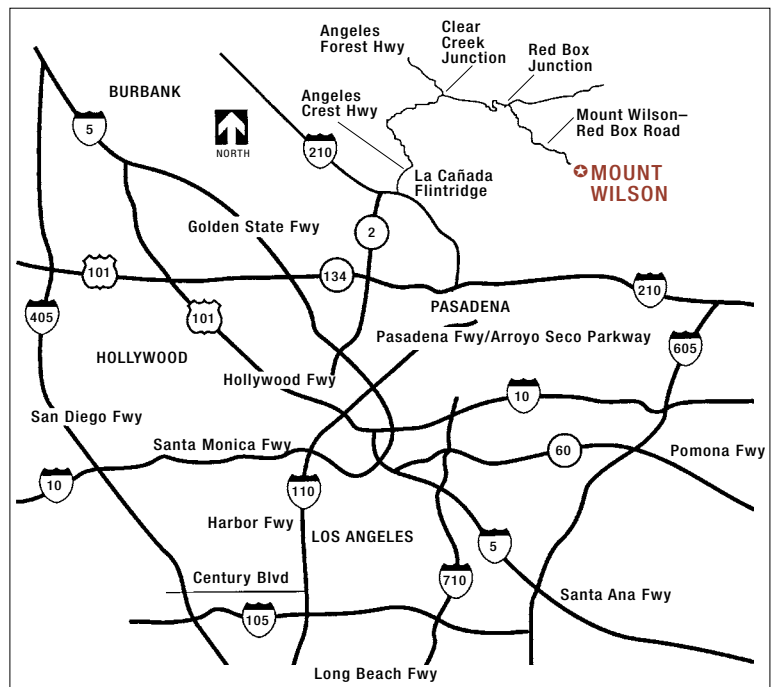 Angeles
Forest Hwy
Clear
Creek
Junction
Red Box
Junction
BURBANK
Angeles
Crest Hwy
Mount Wilson–
Red Box Road
5
NORTH
210
La Cañada
Flintridge
MOUNT
WILSON
Golden State Fwy
2
101
134
210
405
101
PASADENA
Pasadena Fwy/Arroyo Seco Parkway
605
HOLLYWOOD
Hollywood Fwy
10
San Diego Fwy
Santa Monica Fwy
60
Pomona Fwy
10
110
Harbor Fwy
LOS ANGELES
5
Century Blvd
710
Santa Ana Fwy
105
Long Beach Fwy